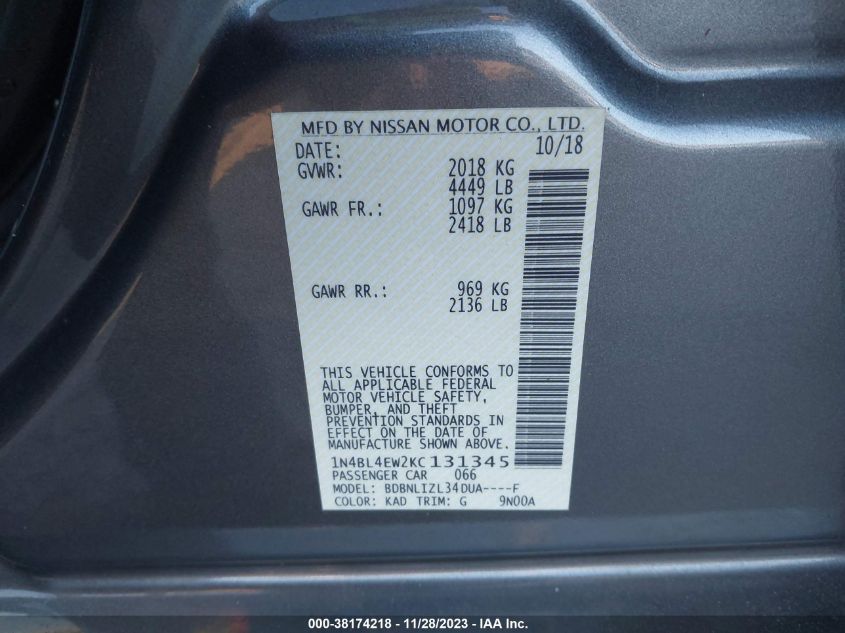 MFD BY NISSAN MOTOR CO., LTD.
DATE: 10/18
GVWR: 2018 KG
4449 LB
GAWR FR.: 1097 KG
2418 LB
GAWR RR.: 969 KG
2136 LB
THIS VEHICLE CONFORMS TO
ALL APPLICABLE FEDERAL
MOTOR VEHICLE SAFETY,
BUMPER, AND THEFT
PREVENTION STANDARDS IN
EFFECT ON THE DATE OF
MANUFACTURE SHOWN ABOVE.
1N4BL4EW2KC131345
PASSENGER CAR 066
MODEL: BDBNLIZL34DUA----F
COLOR: KAD TRIM: G 9N00A
000-38174218 - 11/28/2023 - IAA Inc.